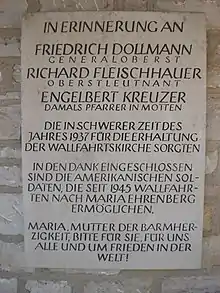 IN ERINNERUNG AN
FRIEDRICH DOLLMANN
GENERALOBERST
RICHARD FLEISCHHAUER
OBERSTLEUTNANT
ENGELBERT KREUZER
DAMALS PFARRER IN MOTTEN
DIE IN SCHWERER ZEIT DES
JAHRES 1937 FÜR DIE ERHALTUNG
DER WALLFAHRTSKIRCHE SORGTEN
IN DEN DANK EINGESCHLOSSEN
SIND DIE AMERIKANISCHEN SOL-
DATEN, DIE SEIT 1945 WALLFAHR-
TEN NACH MARIA EHRENBERG
ERMÖGLICHEN.
MARIA, MUTTER DER BARMHER-
ZIGKEIT, BITTE FÜR SIE, FÜR UNS
ALLE UND UM FRIEDEN IN DER
WELT!